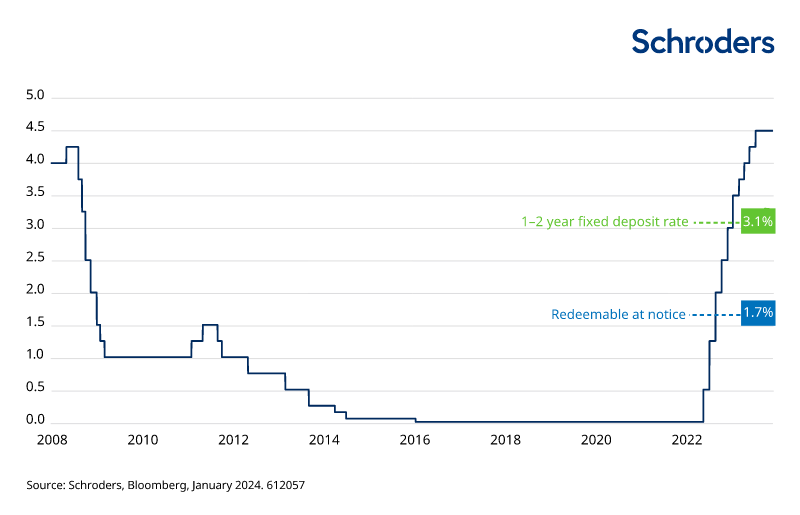 Schroders
5.0
4.5
4.0
3.5
3.0
1–2 year fixed deposit rate
3.1%
2.5
2.0
1.5
Redeemable at notice
1.7%
1.0
0.5
0.0
2008 2010 2012 2014 2016 2018 2020 2022
Source: Schroders, Bloomberg, January 2024. 612057